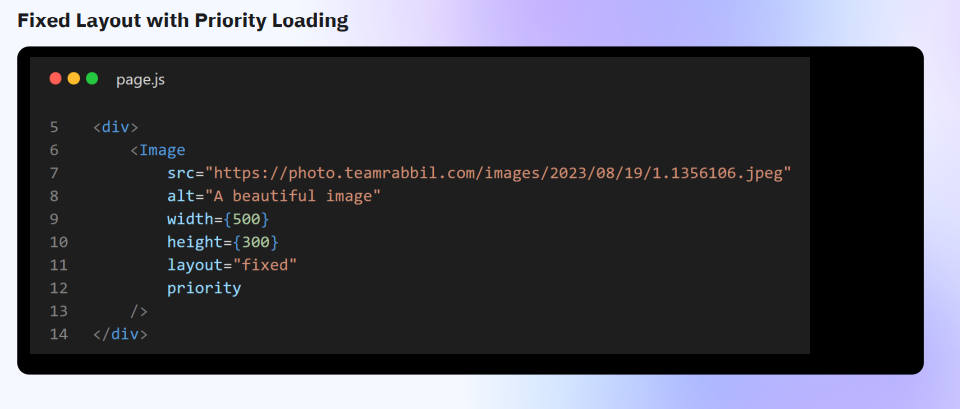 Fixed Layout with Priority Loading
page.js
5 <div>
6 <Image
7 src="https://photo.teamrabbil.com/images/2023/08/19/1.1356106.jpeg"
8 alt="A beautiful image"
9 width={500}
10 height={300}
11 layout="fixed"
12 priority
13 />
14 </div>